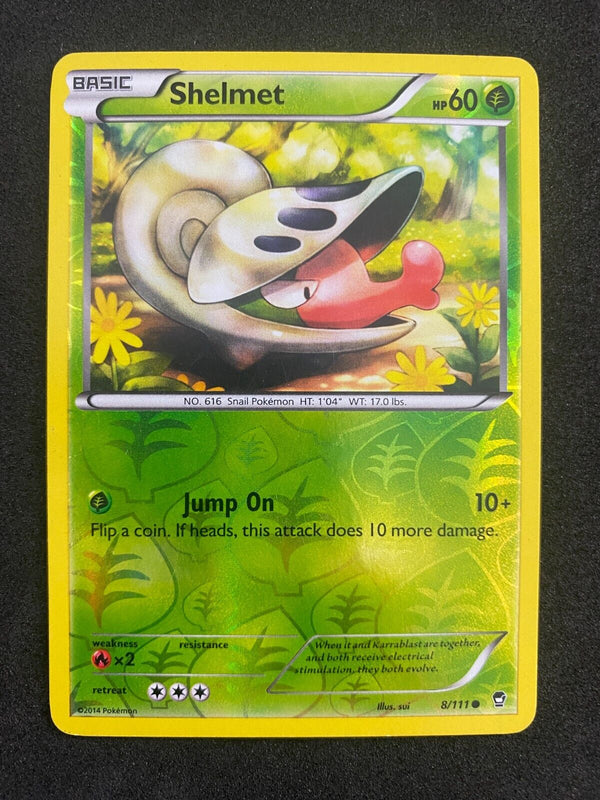 BASIC
Shelmet
HP 60
NO. 616 Snail Pokémon HT: 1'04" WT: 17.0 lbs.
Jump On 10+
Flip a coin. If heads, this attack does 10 more damage.
weakness resistance
×2
When it and Karrablast are together,
and both receive electrical
stimulation, they both evolve.
retreat
©2014 Pokémon
Illus. sui 8/111